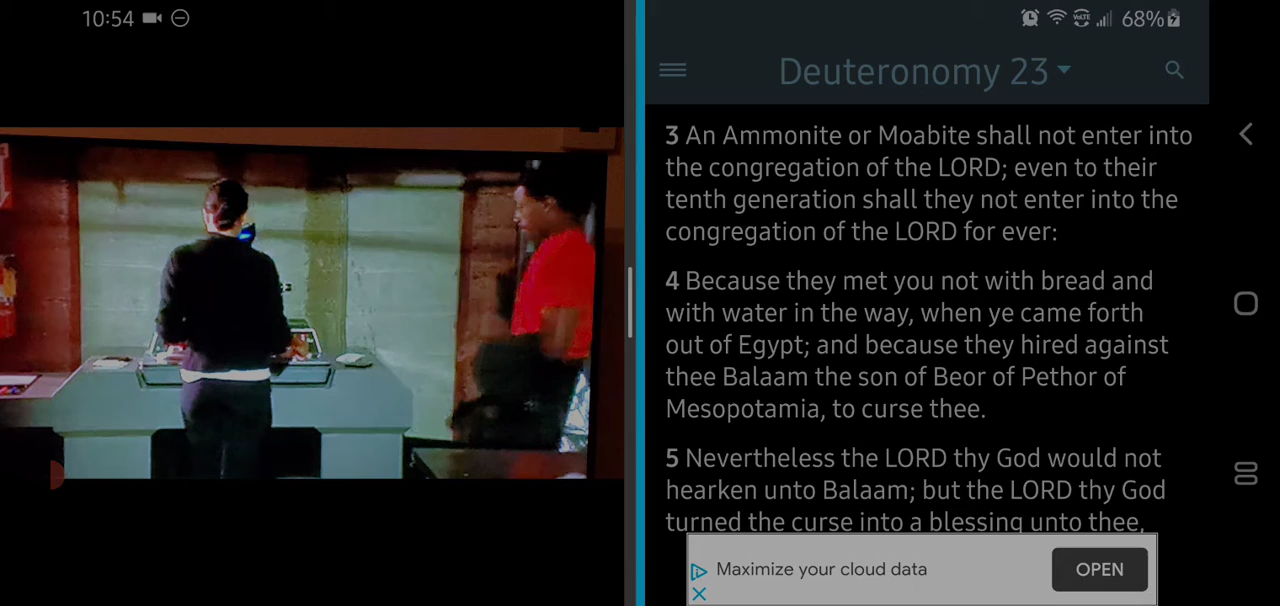 10:54
68%
Deuteronomy 23
3 An Ammonite or Moabite shall not enter into
the congregation of the LORD; even to their
tenth generation shall they not enter into the
congregation of the LORD for ever:
4 Because they met you not with bread and
with water in the way, when ye came forth
out of Egypt; and because they hired against
thee Balaam the son of Beor of Pethor of
Mesopotamia, to curse thee.
5 Nevertheless the LORD thy God would not
hearken unto Balaam; but the LORD thy God
turned the curse into a blessing unto thee,
Maximize your cloud data
OPEN